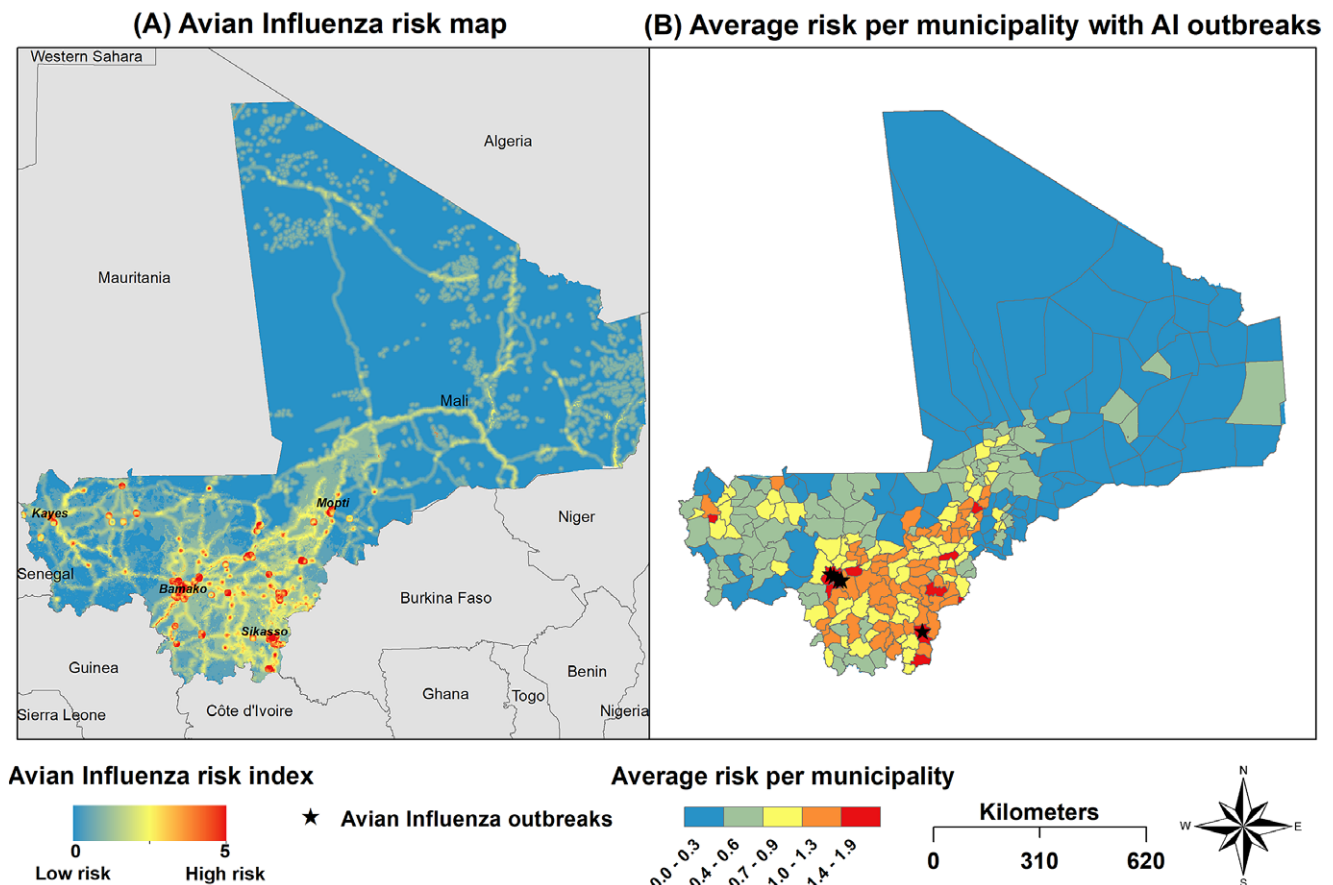 (A) Avian Influenza risk map
(B) Average risk per municipality with AI outbreaks
Western Sahara
Algeria
Mauritania
Mali
Kayes
Mopti
Niger
Senegal
Bamako
Burkina Faso
Sikasso
Guinea
Benin
Ghana
Togo
Sierra Leone
Côte d'Ivoire
Nigeria
Avian Influenza risk index
0
5
Low risk
High risk
Avian Influenza outbreaks
Average risk per municipality
0.0 - 0.3
0.4 - 0.6
0.7 - 0.9
1.0 - 1.3
1.4 - 1.9
Kilometers
0
310
620
N
W
E
S